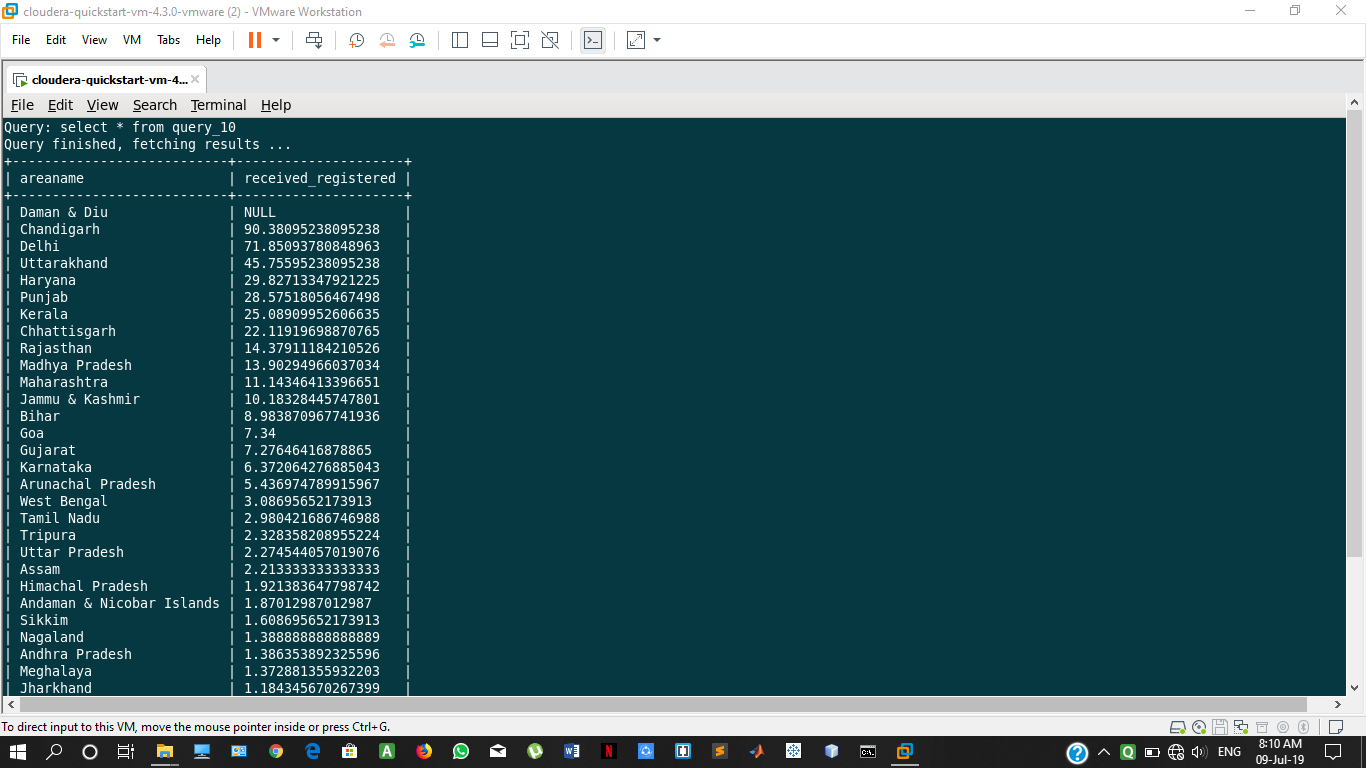 cloudera-quickstart-vm-4.3.0-vmware (2) - VMware Workstation
File Edit View VM Tabs Help
cloudera-quickstart-vm-4...
File Edit View Search Terminal Help
Query: select * from query_10
Query finished, fetching results ...
+---------------------------+---------------------+
| areaname | received_registered |
+---------------------------+---------------------+
| Daman & Diu | NULL |
| Chandigarh | 90.38095238095238 |
| Delhi | 71.85093780848963 |
| Uttarakhand | 45.75595238095238 |
| Haryana | 29.82713347921225 |
| Punjab | 28.57518056467498 |
| Kerala | 25.08909952606635 |
| Chhattisgarh | 22.11919698870765 |
| Rajasthan | 14.37911184210526 |
| Madhya Pradesh | 13.90294966037034 |
| Maharashtra | 11.14346413396651 |
| Jammu & Kashmir | 10.18328445747801 |
| Bihar | 8.983870967741936 |
| Goa | 7.34 |
| Gujarat | 7.27646416878865 |
| Karnataka | 6.372064276885043 |
| Arunachal Pradesh | 5.436974789915967 |
| West Bengal | 3.08695652173913 |
| Tamil Nadu | 2.980421686746988 |
| Tripura | 2.328358208955224 |
| Uttar Pradesh | 2.274544057019076 |
| Assam | 2.213333333333333 |
| Himachal Pradesh | 1.921383647798742 |
| Andaman & Nicobar Islands | 1.87012987012987 |
| Sikkim | 1.608695652173913 |
| Nagaland | 1.388888888888889 |
| Andhra Pradesh | 1.386353892325596 |
| Meghalaya | 1.372881355932203 |
| Jharkhand | 1.184345670267399 |
To direct input to this VM, move the mouse pointer inside or press Ctrl+G.
ENG
8:10 AM
09-Jul-19